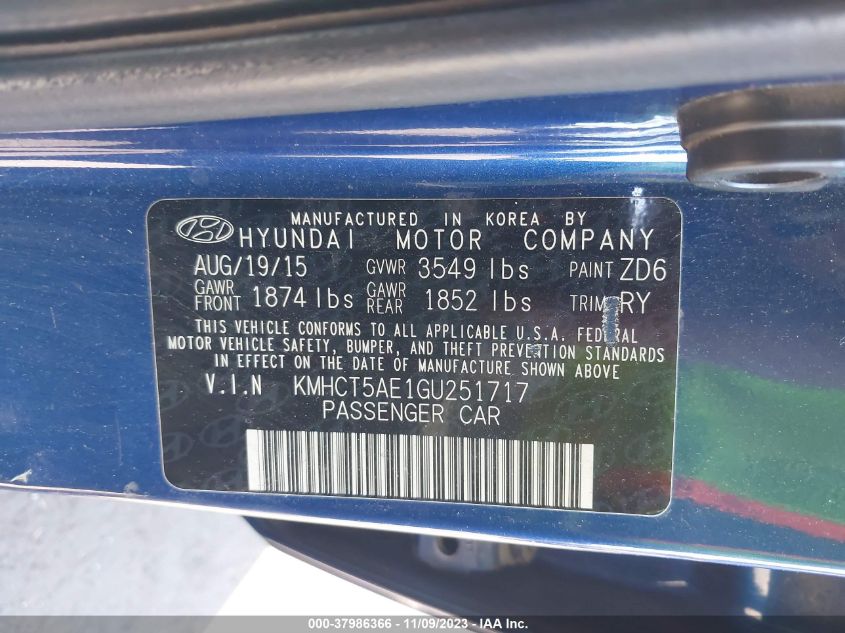 MANUFACTURED IN KOREA BY
HYUNDAI MOTOR COMPANY
AUG/19/15 GVWR 3549 lbs PAINT ZD6
GAWR FRONT 1874 lbs GAWR REAR 1852 lbs TRIM RY
THIS VEHICLE CONFORMS TO ALL APPLICABLE U.S.A. FEDERAL
MOTOR VEHICLE SAFETY, BUMPER, AND THEFT PREVENTION STANDARDS
IN EFFECT ON THE DATE OF MANUFACTURE SHOWN ABOVE
V.I.N KMHCT5AE1GU251717
PASSENGER CAR
000-37986366 - 11/09/2023 - IAA Inc.